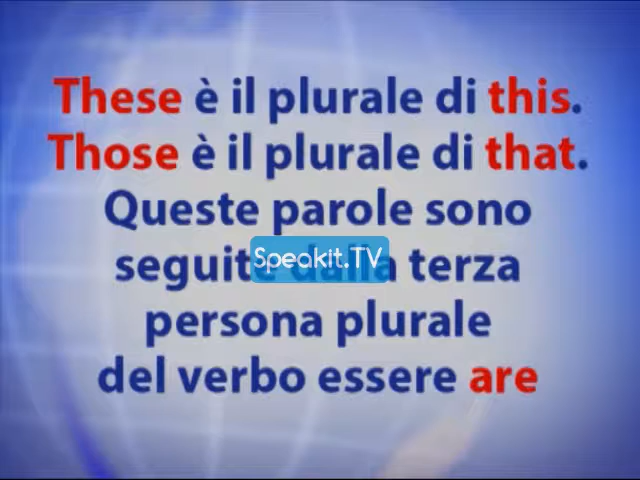 These è il plurale di this.
Those è il plurale di that.
Queste parole sono
seguite dalla terza
persona plurale
del verbo essere are
Speakit.TV